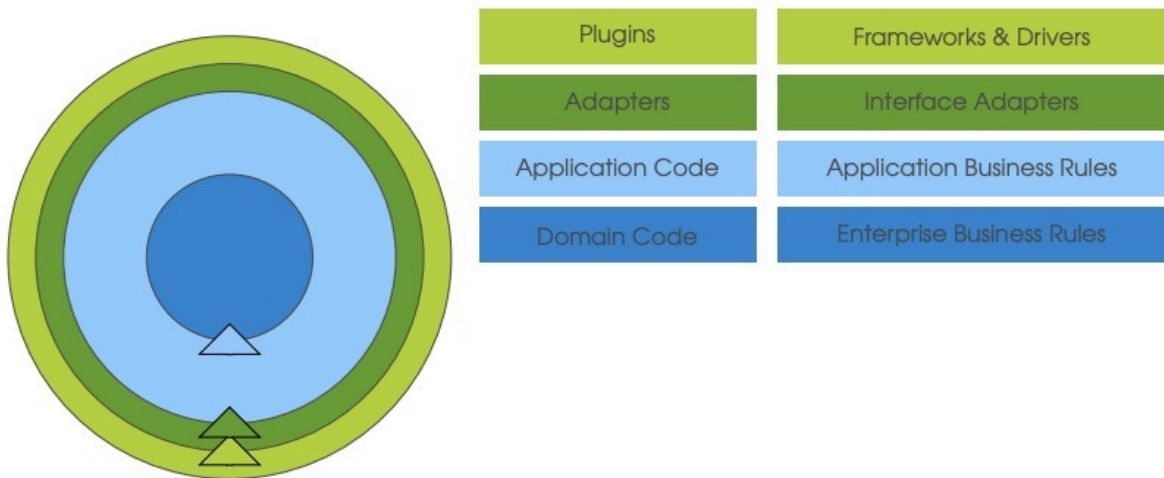 Plugins
Frameworks & Drivers
Adapters
Interface Adapters
Application Code
Application Business Rules
Domain Code
Enterprise Business Rules